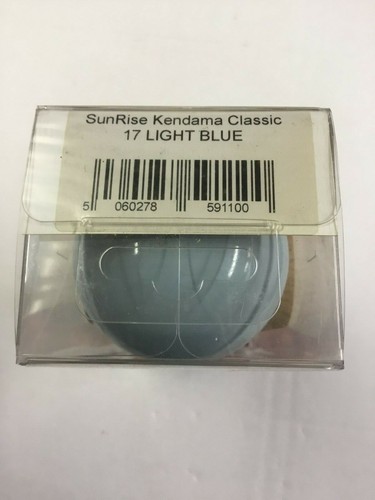 SunRise Kendama Classic
17 LIGHT BLUE
5 060278 591100